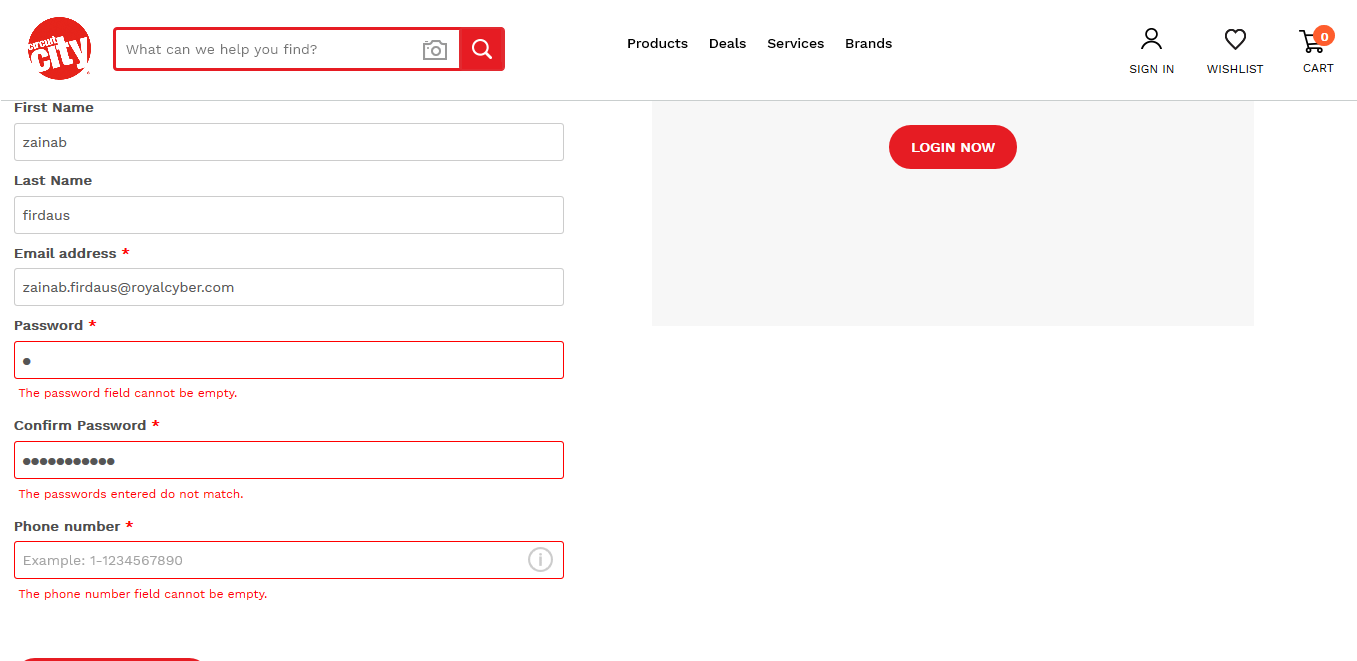 circuit
city
What can we help you find?
Products Deals Services Brands
SIGN IN
WISHLIST
0
CART
First Name
zainab
Last Name
firdaus
Email address *
zainab.firdaus@royalcyber.com
Password *
●
The password field cannot be empty.
Confirm Password *
●●●●●●●●●●●
The passwords entered do not match.
Phone number *
Example: 1-1234567890
The phone number field cannot be empty.
LOGIN NOW